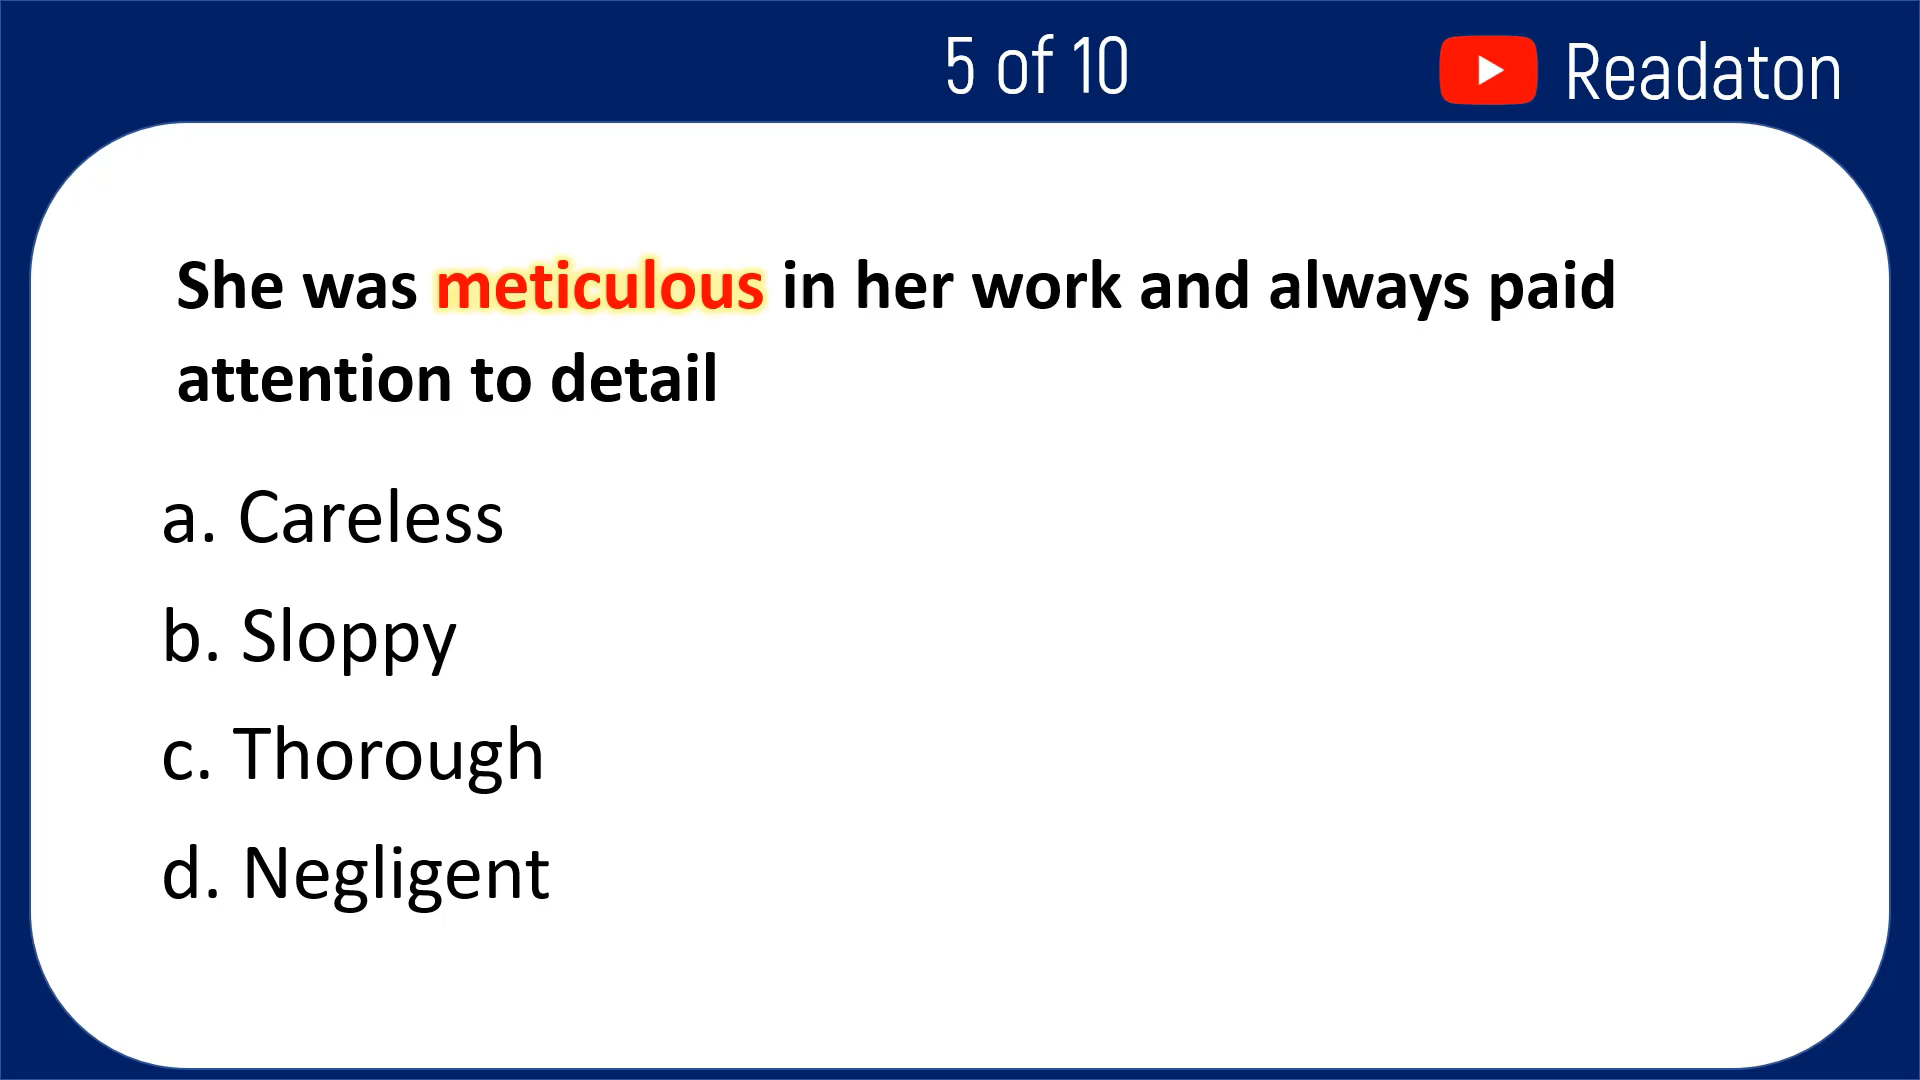 5 of 10
Readaton
She was meticulous in her work and always paid
attention to detail
a. Careless
b. Sloppy
c. Thorough
d. Negligent